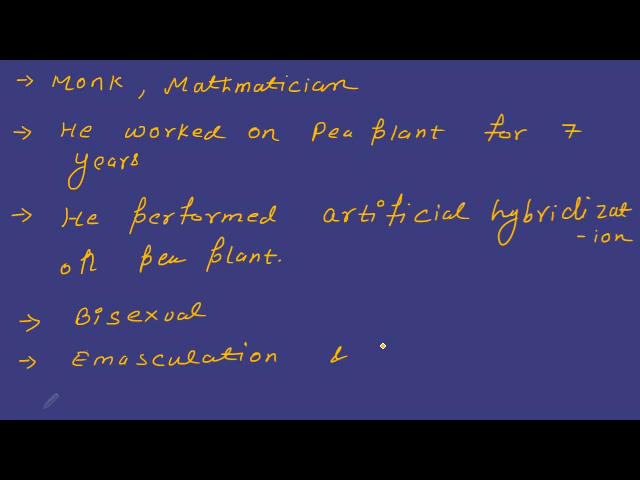 → Monk, Mathmatician
→ He worked on Pea plant for 7
years
→ He performed artificial hybridizat
-ion
on pea plant.
→ Bisexual
→ Emasculation &